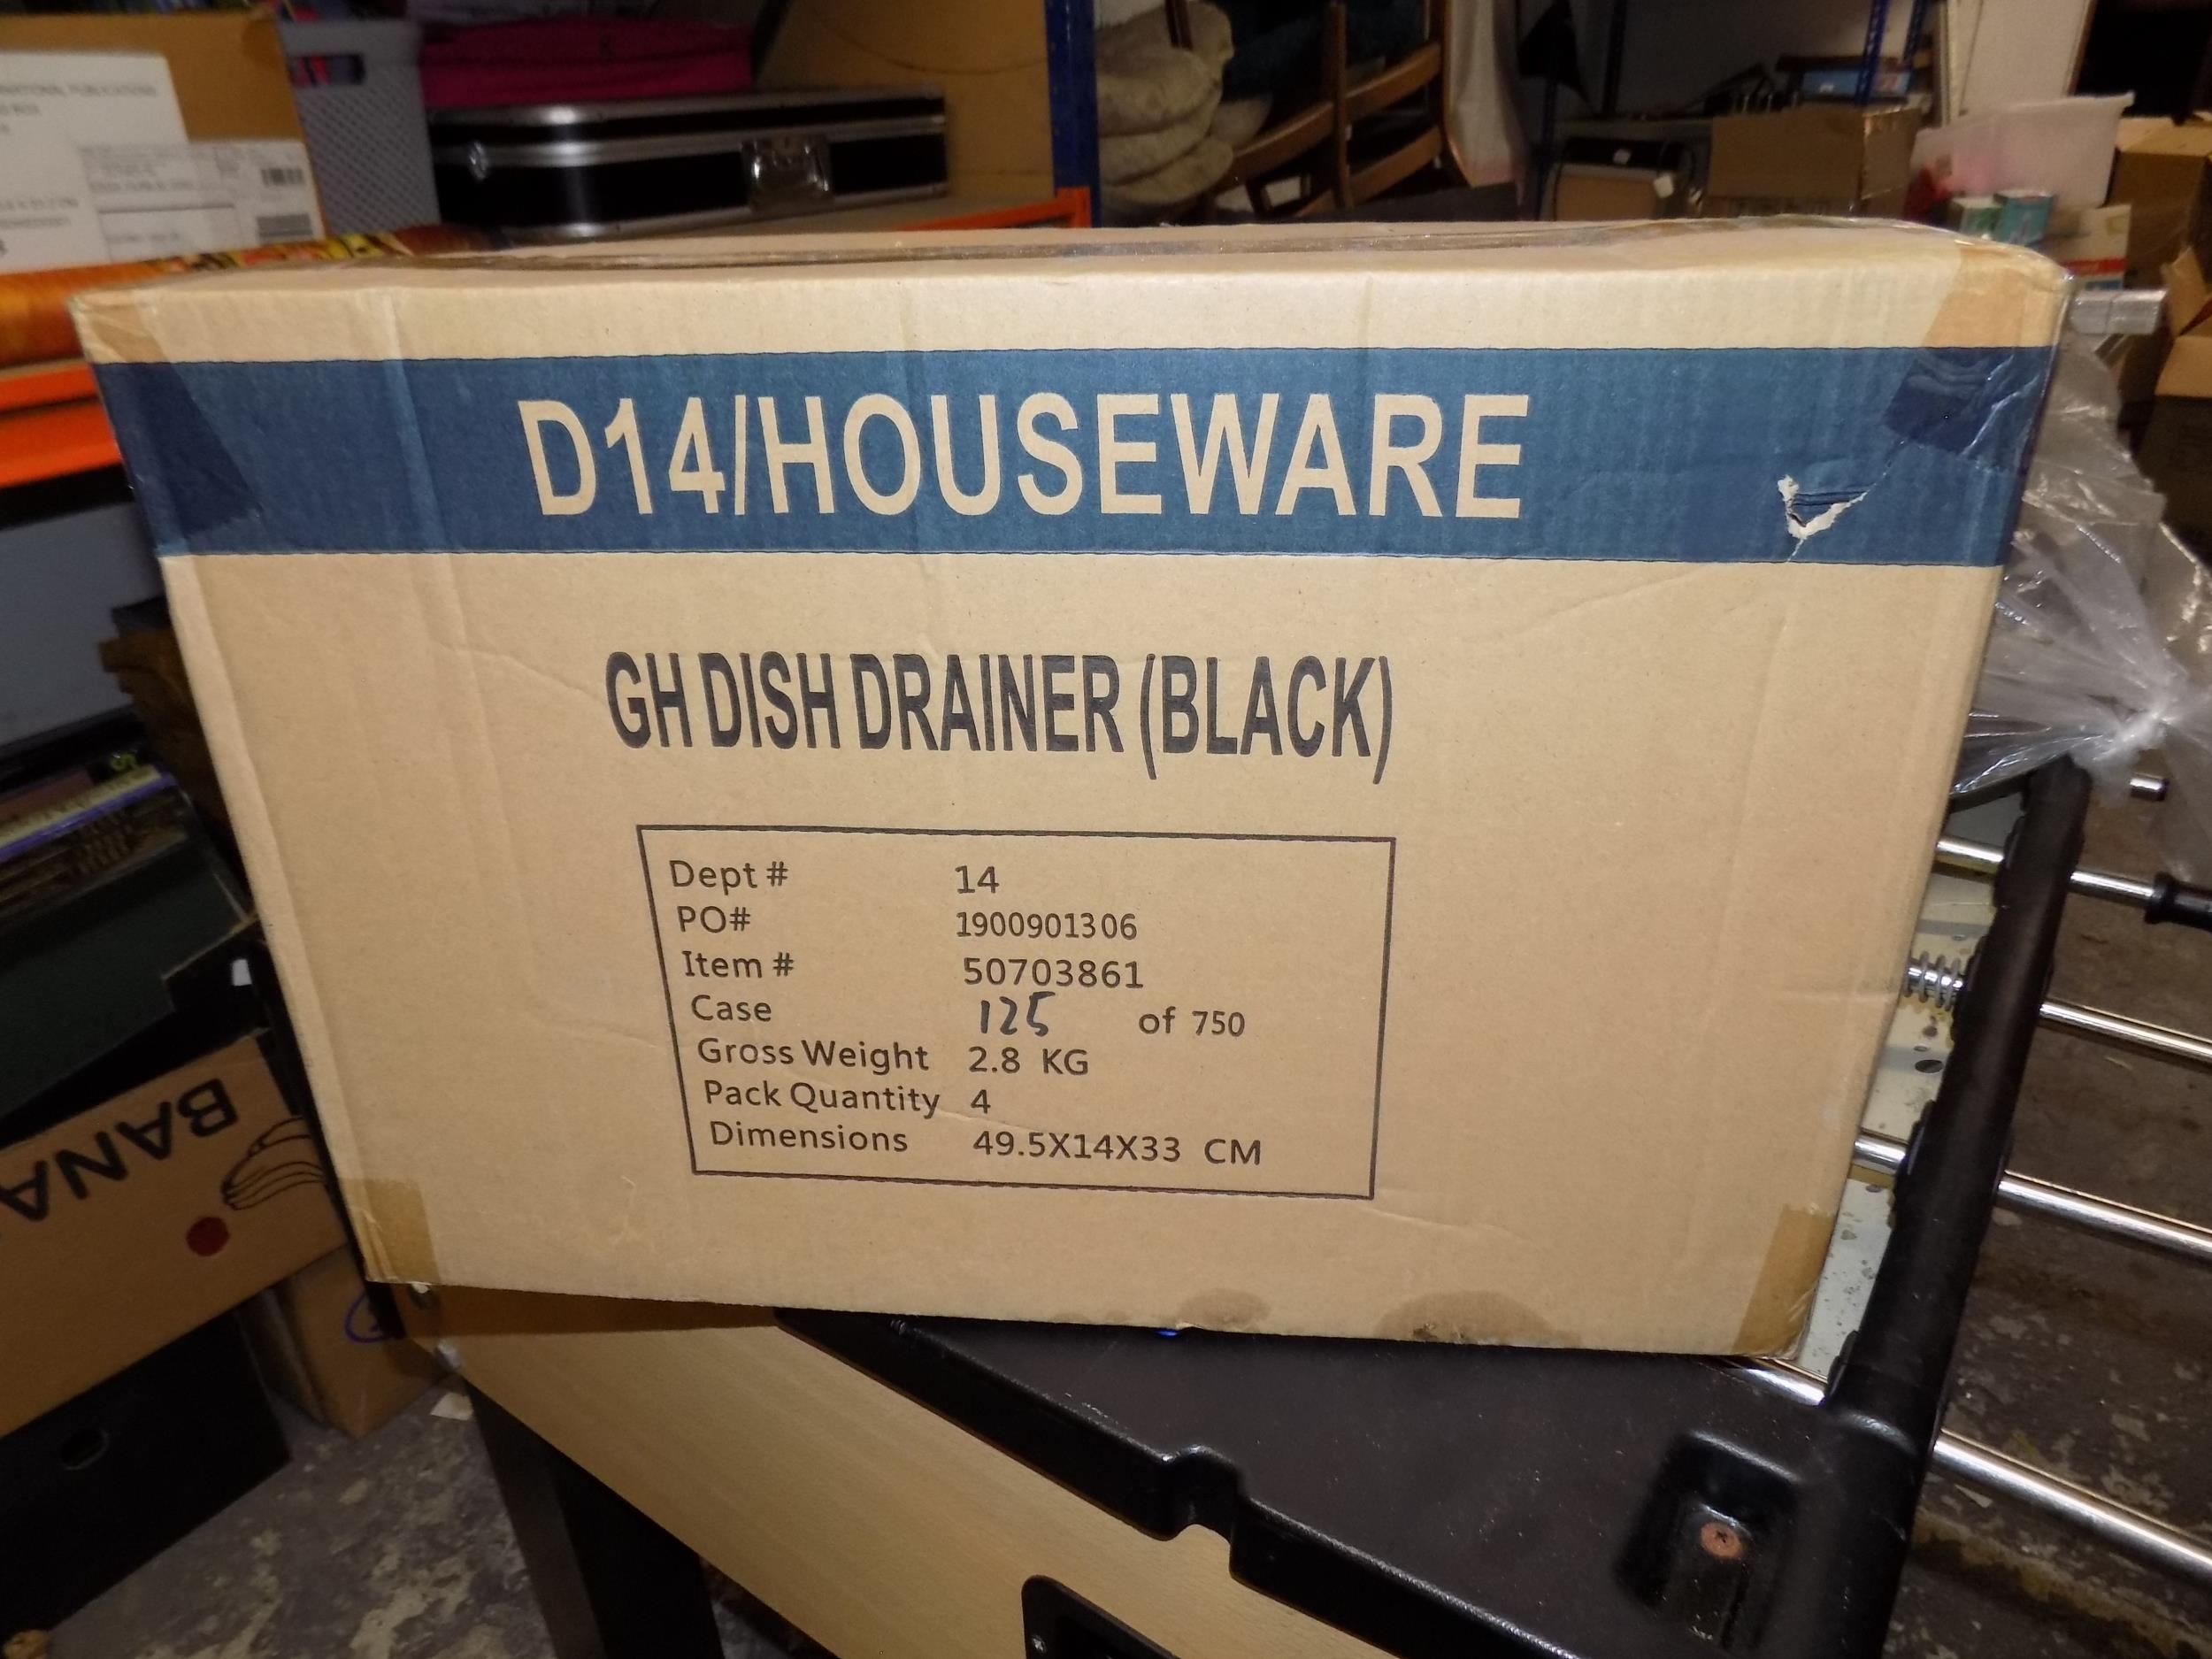 D14/HOUSEWARE
GH DISH DRAINER (BLACK)
Dept # 14
PO# 1900901306
Item # 50703861
Case 125 of 750
Gross Weight 2.8 KG
Pack Quantity 4
Dimensions 49.5X14X33 CM
BANA